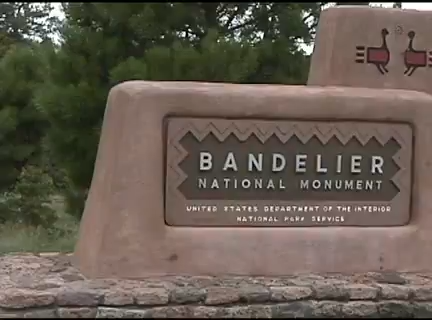 BANDELIER
NATIONAL MONUMENT
UNITED STATES DEPARTMENT OF THE INTERIOR
NATIONAL PARK SERVICE